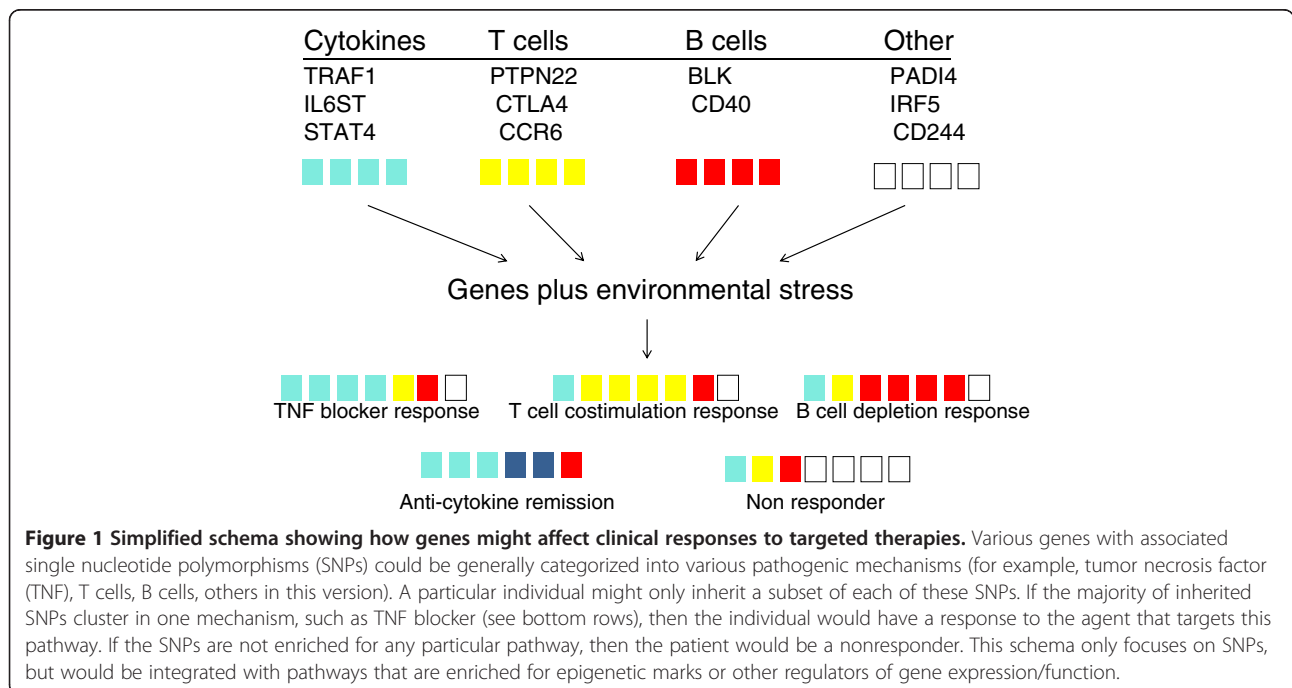 Cytokines T cells B cells Other
TRAF1 PTPN22 BLK PADI4
IL6ST CTLA4 CD40 IRF5
STAT4 CCR6 CD244
Genes plus environmental stress
TNF blocker response T cell costimulation response B cell depletion response
Anti-cytokine remission Non responder
Figure 1 Simplified schema showing how genes might affect clinical responses to targeted therapies. Various genes with associated
single nucleotide polymorphisms (SNPs) could be generally categorized into various pathogenic mechanisms (for example, tumor necrosis factor
(TNF), T cells, B cells, others in this version). A particular individual might only inherit a subset of each of these SNPs. If the majority of inherited
SNPs cluster in one mechanism, such as TNF blocker (see bottom rows), then the individual would have a response to the agent that targets this
pathway. If the SNPs are not enriched for any particular pathway, then the patient would be a nonresponder. This schema only focuses on SNPs,
but would be integrated with pathways that are enriched for epigenetic marks or other regulators of gene expression/function.